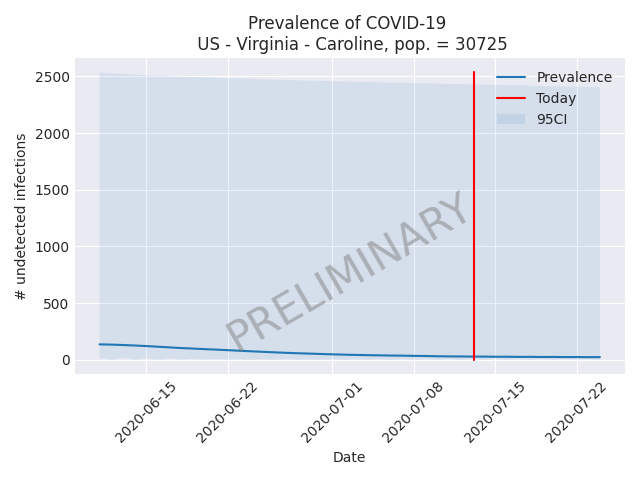 Prevalence of COVID-19
US - Virginia - Caroline, pop. = 30725
2500
2000
1500
1000
500
0
# undetected infections
Prevalence
Today
95CI
PRELIMINARY
2020-06-15
2020-06-22
2020-07-01
2020-07-08
2020-07-15
2020-07-22
Date